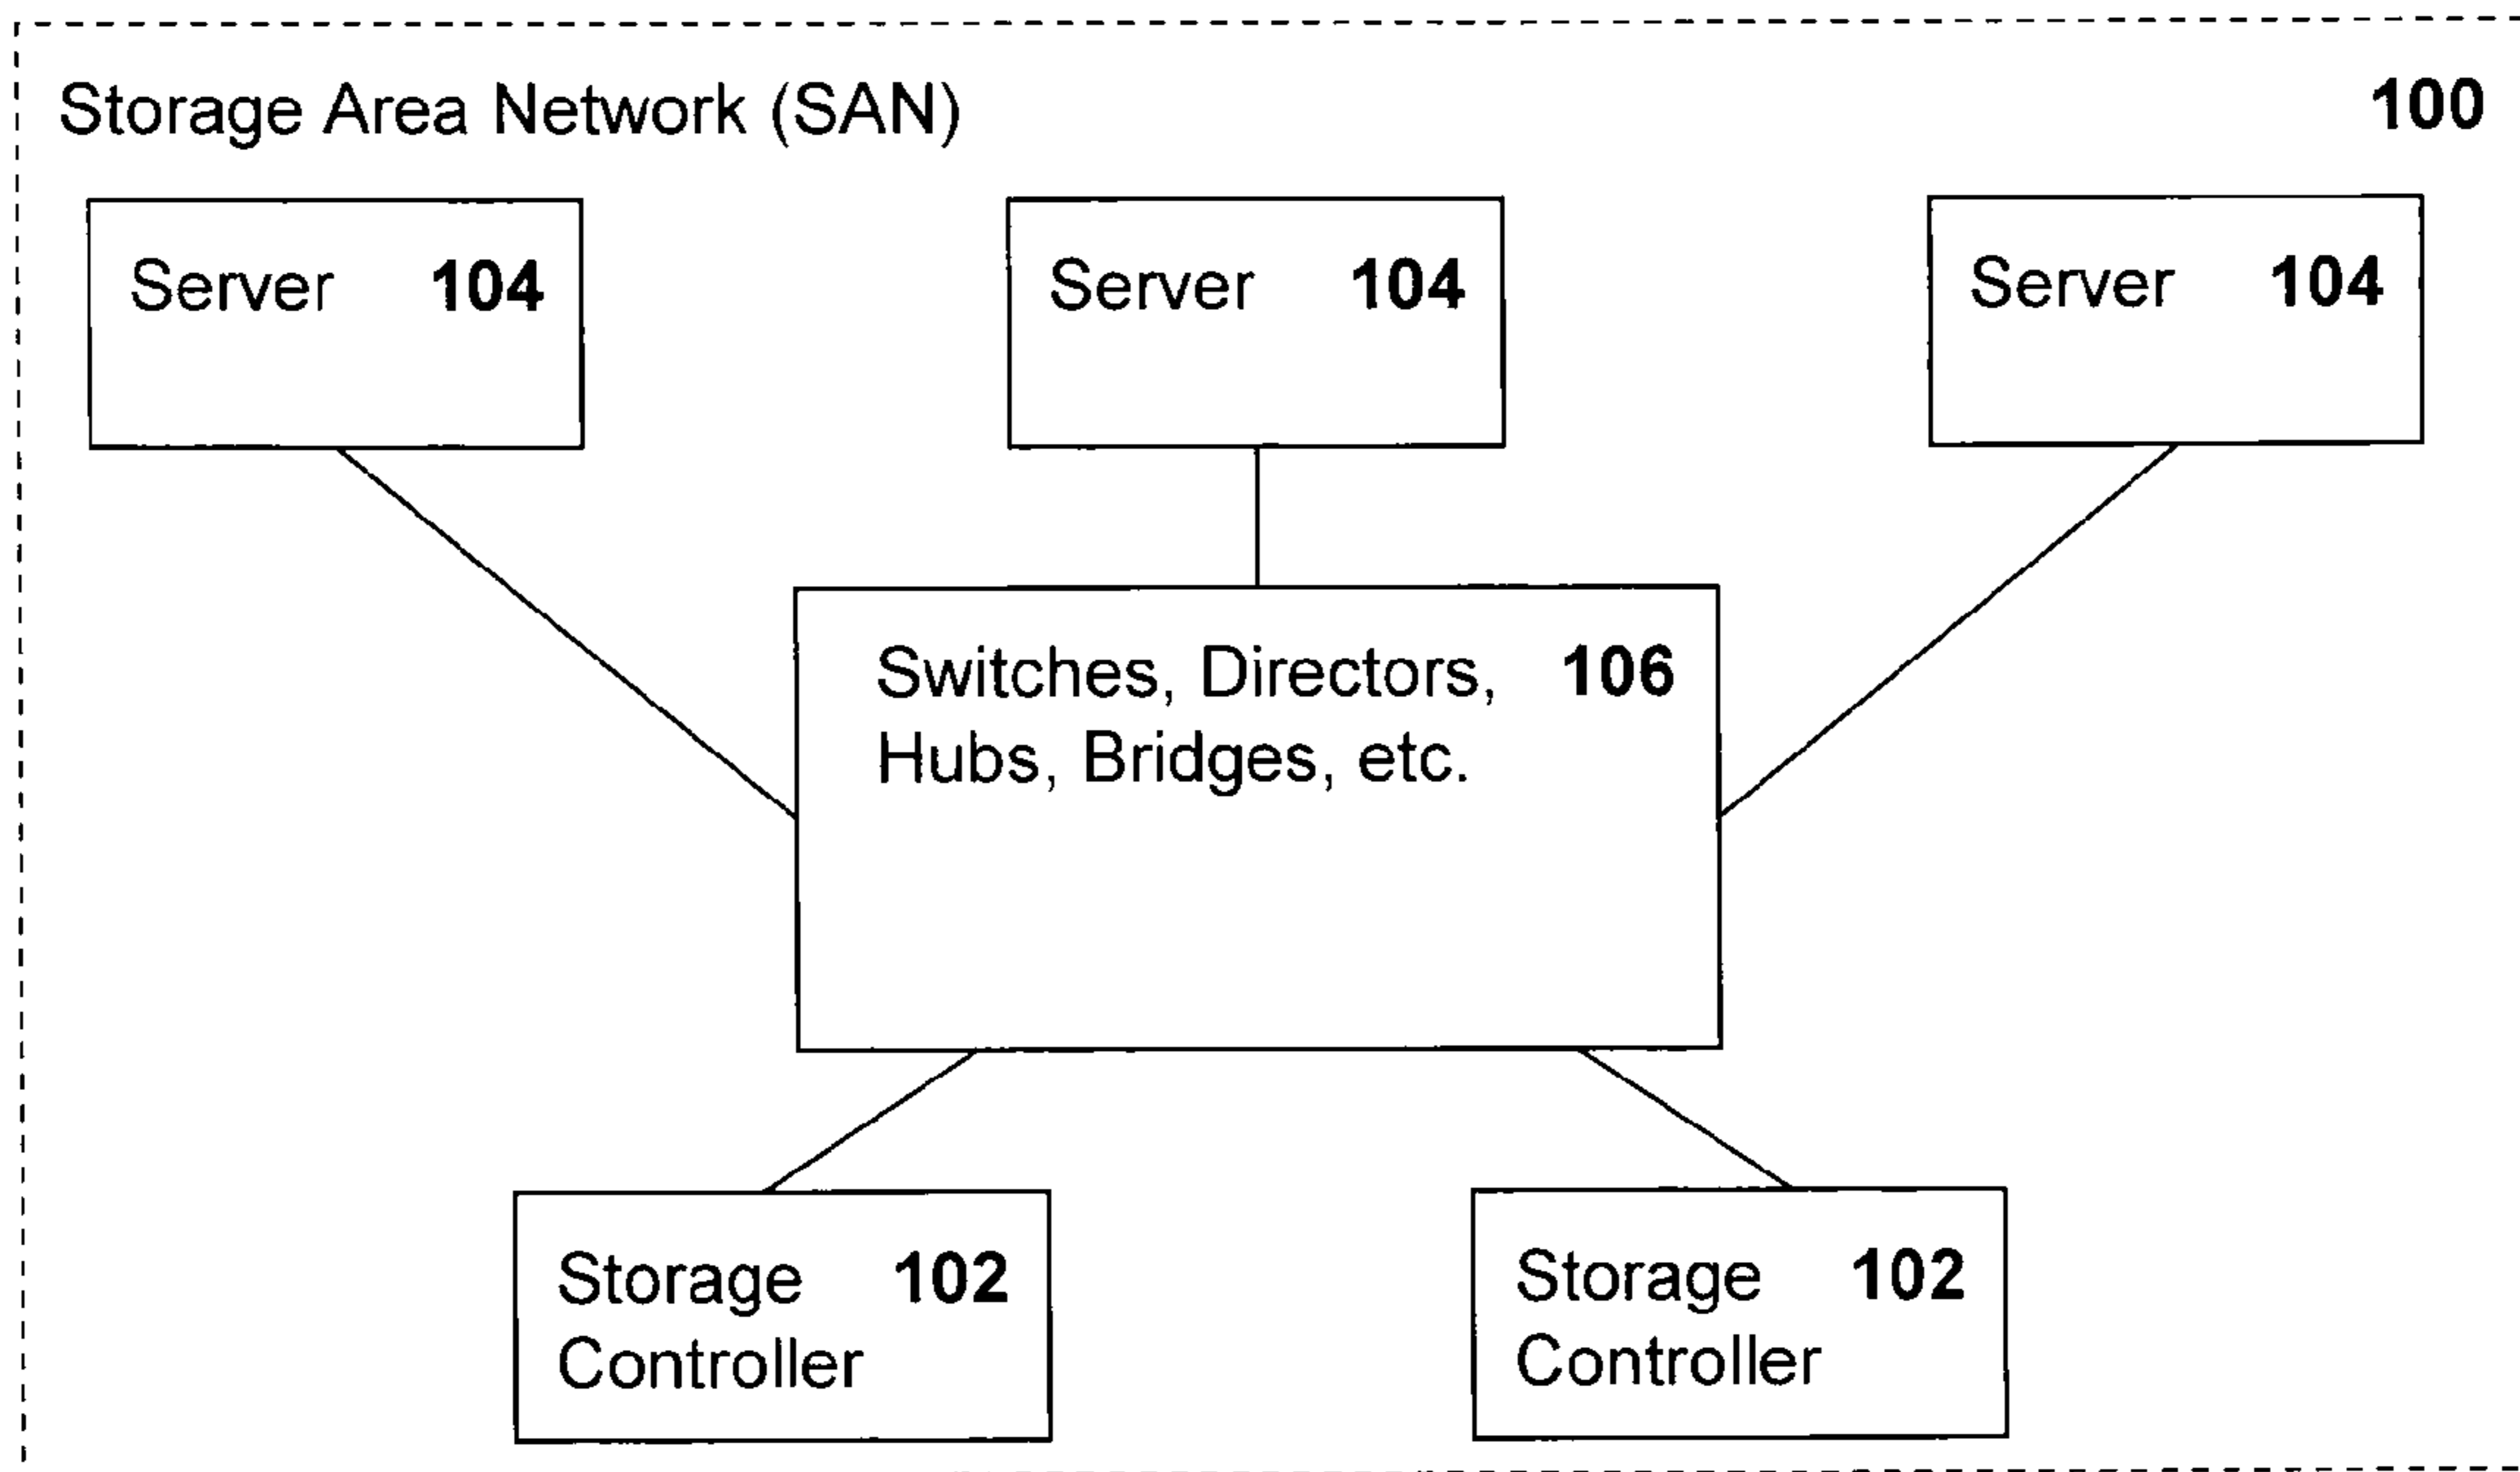 Storage Area Network (SAN) 100
Server 104
Server 104
Server 104
Switches, Directors, 106
Hubs, Bridges, etc.
Storage 102
Controller
Storage 102
Controller